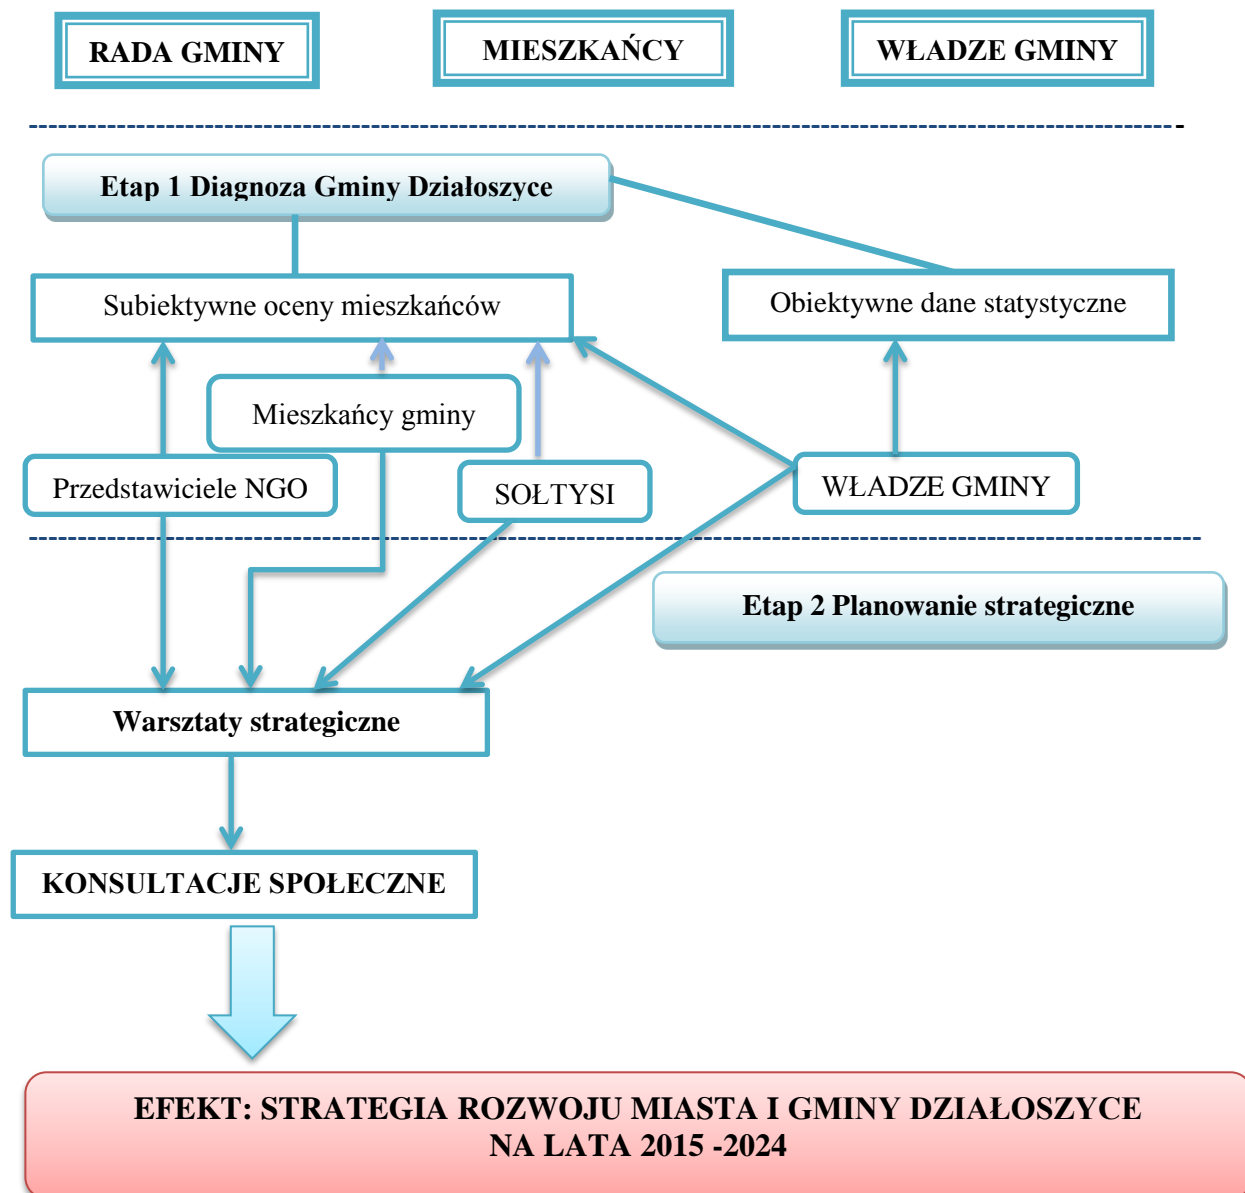 RADA GMINY
MIESZKAŃCY
WŁADZE GMINY
Etap 1 Diagnoza Gminy Działoszyce
Subiektywne oceny mieszkańców
Obiektywne dane statystyczne
Mieszkańcy gminy
Przedstawiciele NGO
SOŁTYSI
WŁADZE GMINY
Etap 2 Planowanie strategiczne
Warsztaty strategiczne
KONSULTACJE SPOŁECZNE
EFEKT: STRATEGIA ROZWOJU MIASTA I GMINY DZIAŁOSZYCE
NA LATA 2015 -2024